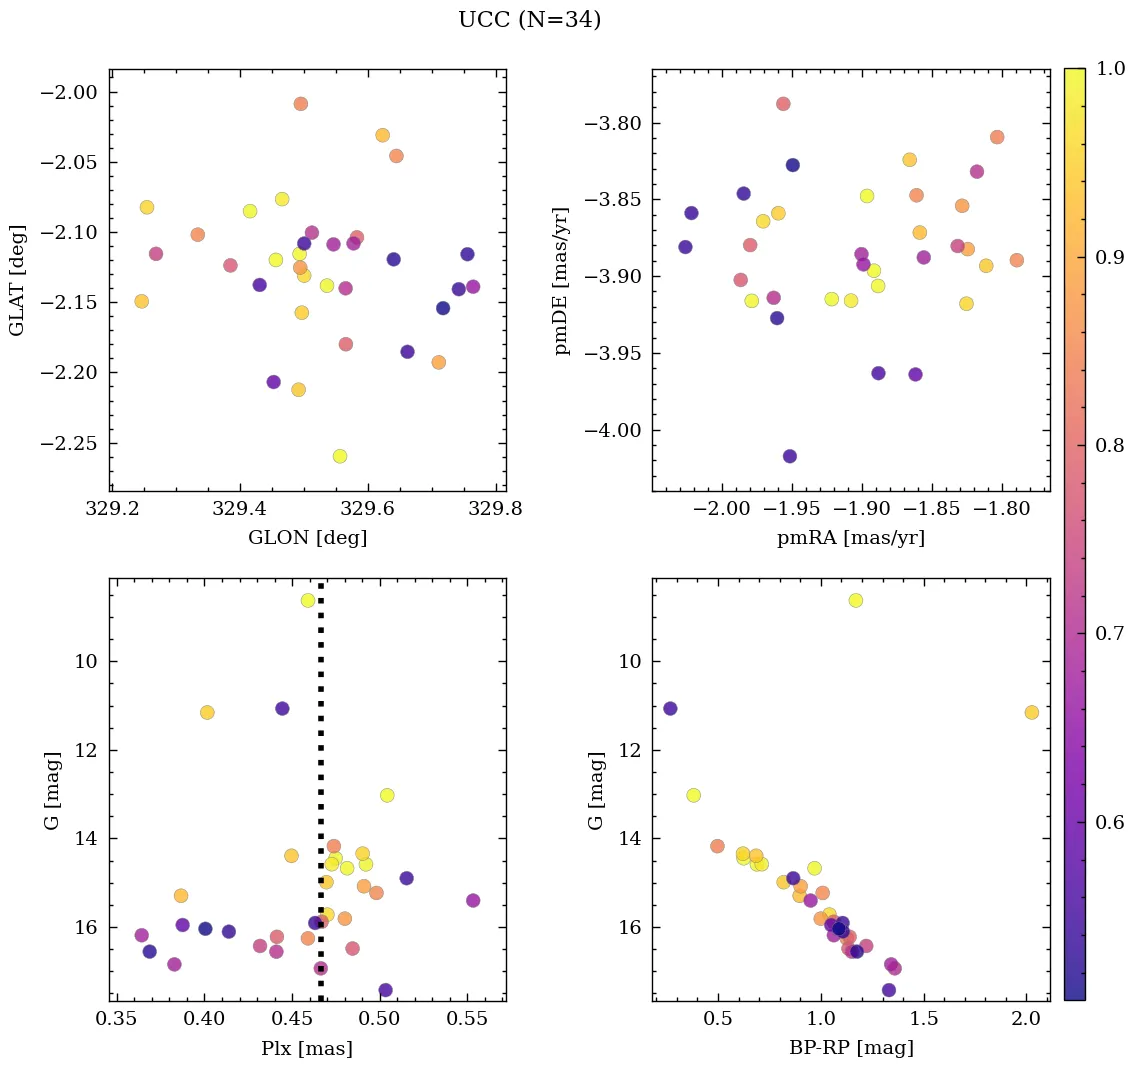 UCC (N=34)
−2.00
−2.05
−2.10
−2.15
−2.20
−2.25
GLAT [deg]
329.2 329.4 329.6 329.8
GLON [deg]
−3.80
−3.85
−3.90
−3.95
−4.00
pmDE [mas/yr]
−2.00 −1.95 −1.90 −1.85 −1.80
pmRA [mas/yr]
10
12
14
16
G [mag]
0.35 0.40 0.45 0.50 0.55
Plx [mas]
10
12
14
16
G [mag]
0.5 1.0 1.5 2.0
BP-RP [mag]
1.0
0.9
0.8
0.7
0.6